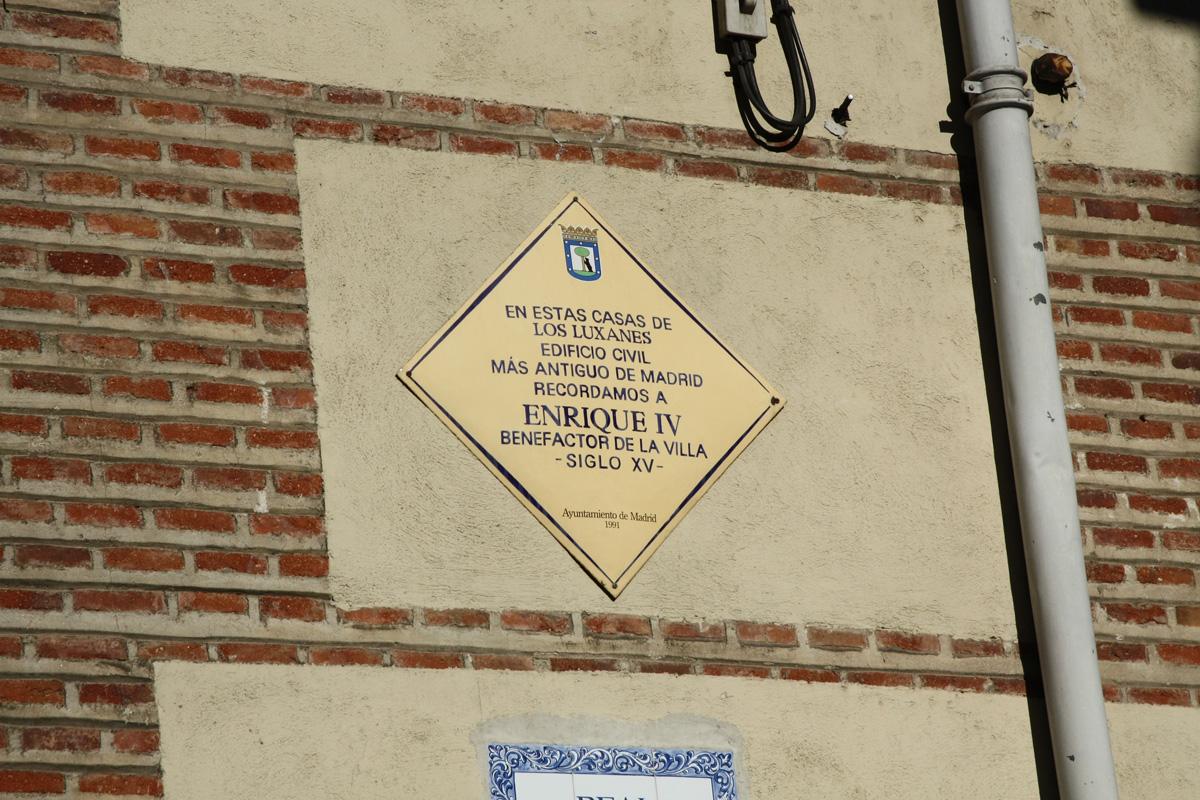 EN ESTAS CASAS DE
LOS LUXANES
EDIFICIO CIVIL
MÁS ANTIGUO DE MADRID
RECORDAMOS A
ENRIQUE IV
BENEFACTOR DE LA VILLA
-SIGLO XV-
Ayuntamiento de Madrid
1991